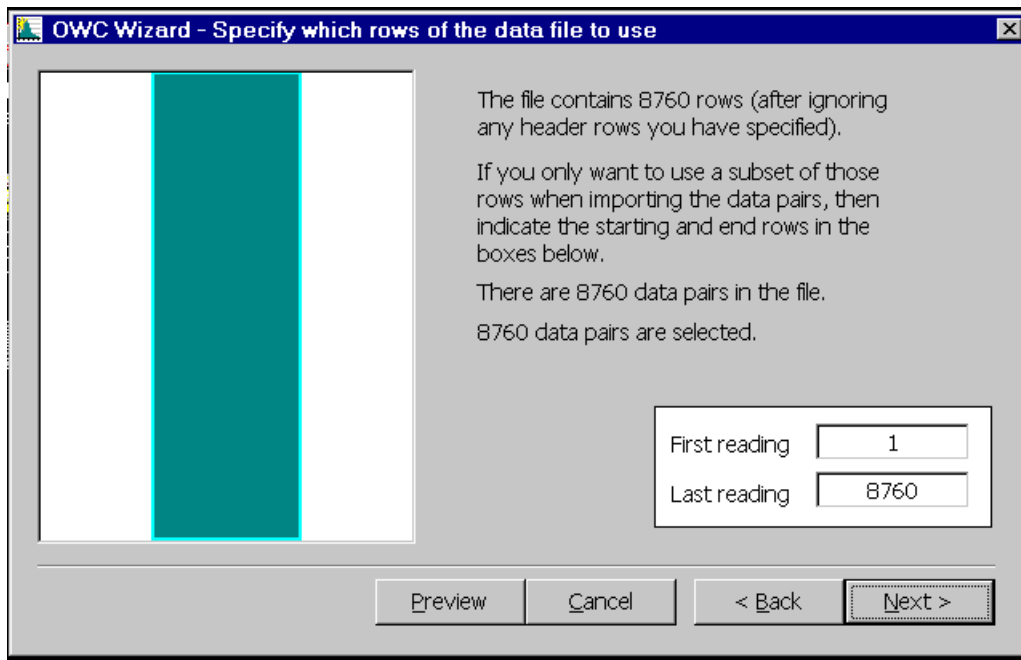 OWC Wizard - Specify which rows of the data file to use
The file contains 8760 rows (after ignoring
any header rows you have specified).
If you only want to use a subset of those
rows when importing the data pairs, then
indicate the starting and end rows in the
boxes below.
There are 8760 data pairs in the file.
8760 data pairs are selected.
First reading 1
Last reading 8760
Preview Cancel < Back Next >